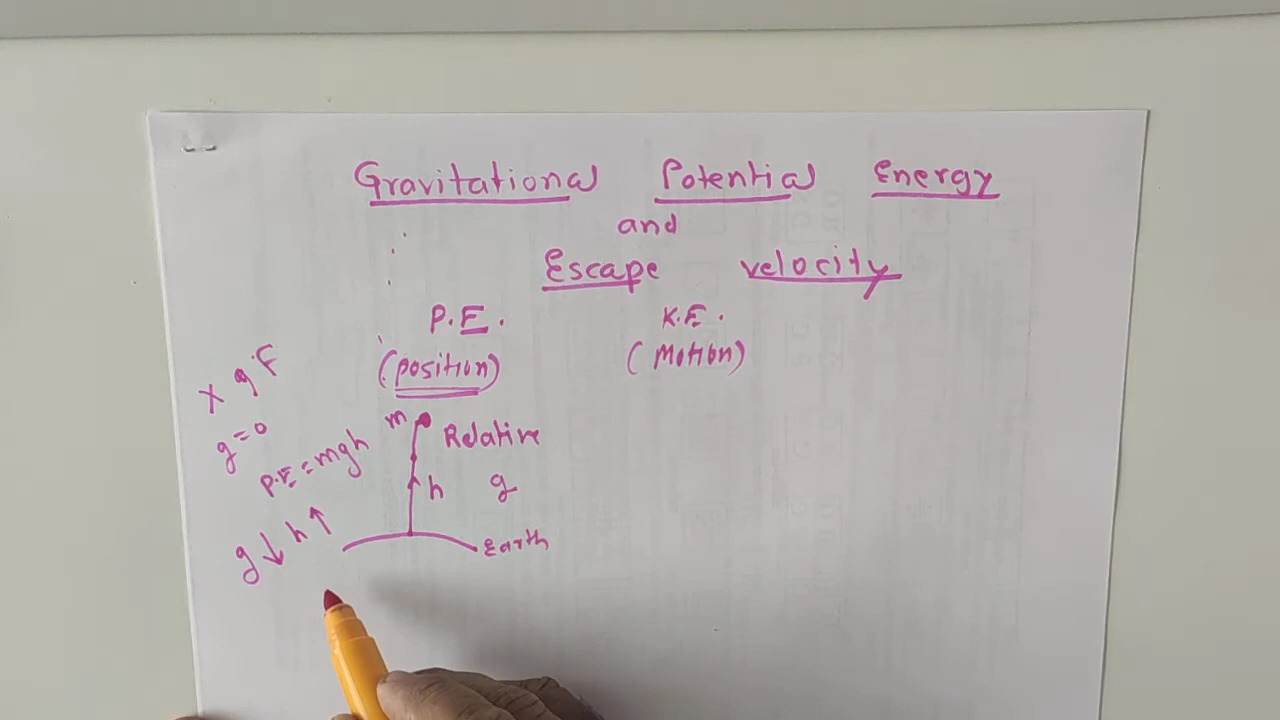 Gravitational Potential Energy
and
Escape velocity
P.E. K.E.
(position) (Motion)
x g F
g=0
P.E=mgh
g↓ h↑
m
Relative
h g
Earth